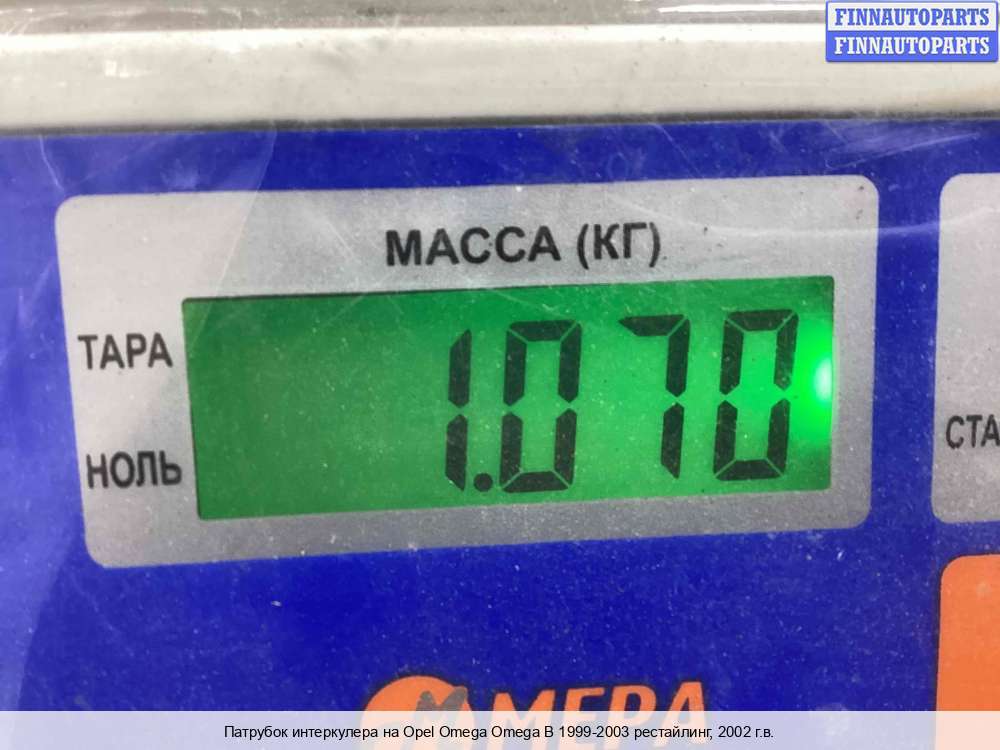 FINNAUTOPARTS
FINNAUTOPARTS
МАССА (КГ)
ТАРА
1.070
НОЛЬ
СТА
МЕРА
Патрубок интеркулера на Opel Omega Omega B 1999-2003 рестайлинг, 2002 г.в.